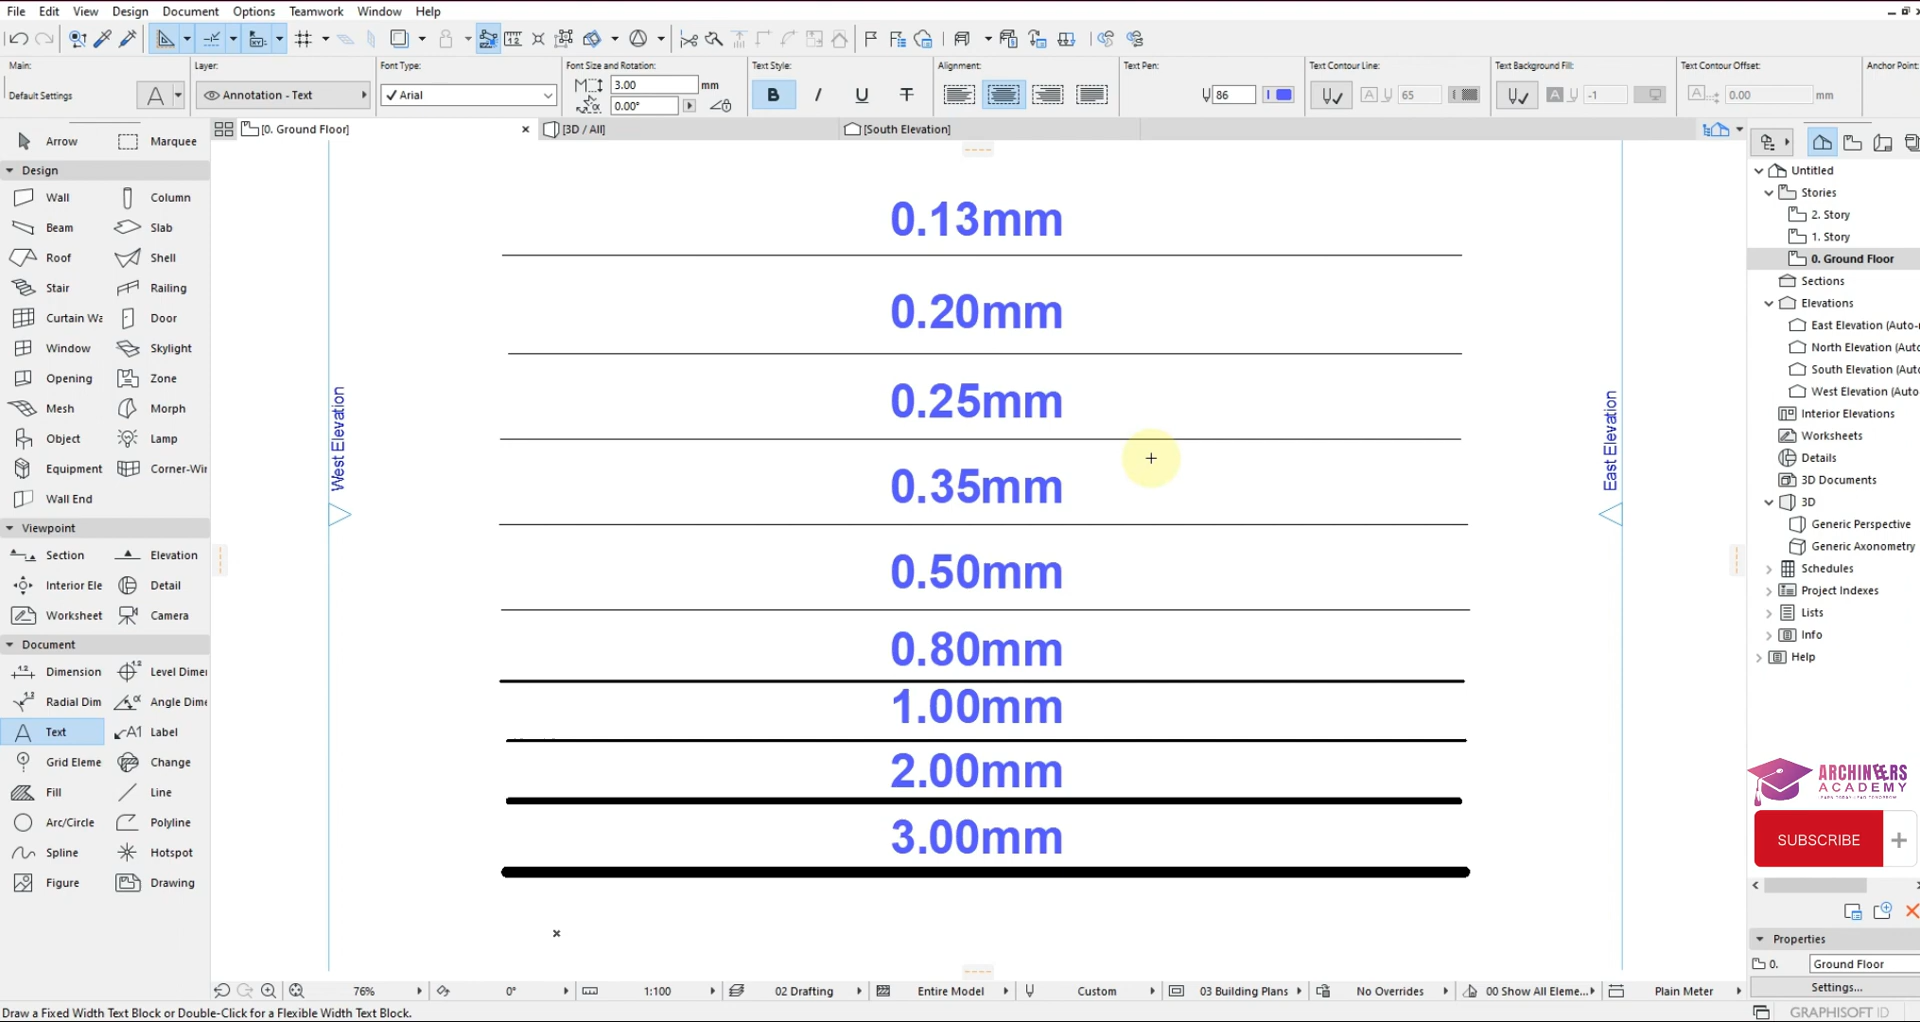 File Edit View Design Document Options Teamwork Window Help
Main: Layer: Font Type: Font Size and Rotation: Text Style: Alignment: Text Pen: Text Contour Line: Text Background Fill: Text Contour Offset: Anchor Point:
Default Settings Annotation - Text Arial 3.00 mm 0.00° B I U T 86 65 -1 0.00 mm
[0. Ground Floor] [3D / All] [South Elevation]
Arrow Marquee
Design
Wall Column
Beam Slab
Roof Shell
Stair Railing
Curtain Wa Door
Window Skylight
Opening Zone
Mesh Morph
Object Lamp
Equipment Corner-Wir
Wall End
Viewpoint
Section Elevation
Interior Ele Detail
Worksheet Camera
Document
Dimension Level Dime
Radial Dim Angle Dime
Text Label
Grid Eleme Change
Fill Line
Arc/Circle Polyline
Spline Hotspot
Figure Drawing
West Elevation
0.13mm
0.20mm
0.25mm
0.35mm
0.50mm
0.80mm
1.00mm
2.00mm
3.00mm
East Elevation
Untitled
Stories
2. Story
1. Story
0. Ground Floor
Sections
Elevations
East Elevation (Auto-r
North Elevation (Auto
South Elevation (Auto
West Elevation (Auto
Interior Elevations
Worksheets
Details
3D Documents
3D
Generic Perspective
Generic Axonometry
Schedules
Project Indexes
Lists
Info
Help
ARCHINEERS
ACADEMY
SUBSCRIBE
Properties
0. Ground Floor
Settings...
76% 0° 1:100 02 Drafting Entire Model Custom 03 Building Plans No Overrides 00 Show All Eleme... Plain Meter
Draw a Fixed Width Text Block or Double-Click for a Flexible Width Text Block.
GRAPHISOFT ID